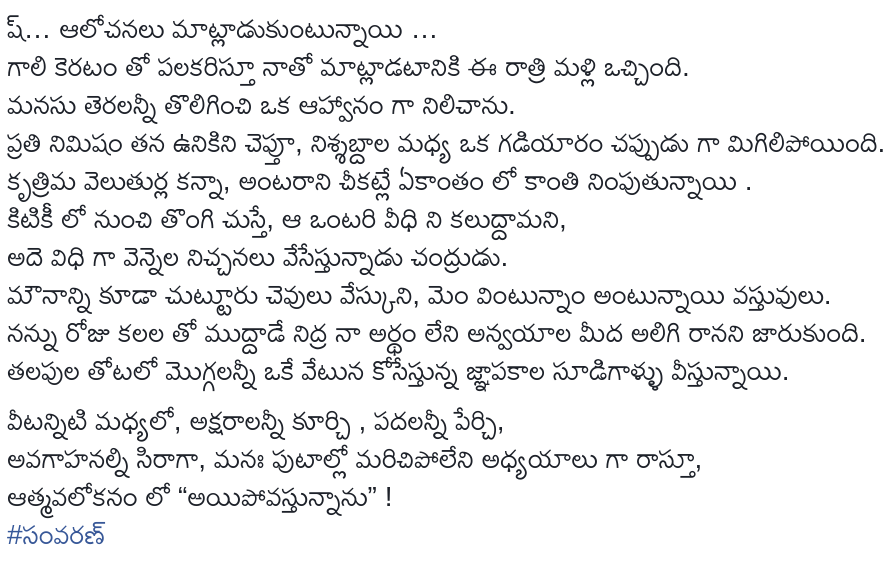 ష్... ఆలోచనలు మాట్లాడుకుంటున్నాయి ...
గాలి కెరటం తో పలకరిస్తూ నాతో మాట్లాడటానికి ఈ రాత్రి మళ్లి ఒచ్చింది.
మనసు తెరలన్నీ తొలిగించి ఒక ఆహ్వానం గా నిలిచాను.
ప్రతి నిమిషం తన ఉనికిని చెప్తూ, నిశ్శబ్దాల మధ్య ఒక గడియారం చప్పుడు గా మిగిలిపోయింది.
కృత్రిమ వెలుతుర్ల కన్నా, అంటరాని చీకట్లే ఏకాంతం లో కాంతి నింపుతున్నాయి .
కిటికీ లో నుంచి తొంగి చుస్తే, ఆ ఒంటరి వీధి ని కలుద్దామని,
అదె విధి గా వెన్నెల నిచ్చనలు వేసేస్తున్నాడు చంద్రుడు.
మౌనాన్ని కూడా చుట్టూరు చెవులు వేస్కుని, మెం వింటున్నాం అంటున్నాయి వస్తువులు.
నన్ను రోజు కలల తో ముద్దాడే నిద్ర నా అర్థం లేని అన్వయాల మీద అలిగి రానని జారుకుంది.
తలపుల తోటలో మొగ్గలన్నీ ఒకే వేటున కోసేస్తున్న జ్ఞాపకాల సూడిగాళ్ళు వీస్తున్నాయి.
వీటన్నిటి మధ్యలో, అక్షరాలన్నీ కూర్చి , పదలన్నీ పేర్చి,
అవగాహనల్ని సిరాగా, మనః పుటాల్లో మరిచిపోలేని అధ్యయాలు గా రాస్తూ,
ఆత్మవలోకనం లో “అయిపోవస్తున్నాను” !
#సంవరణ్